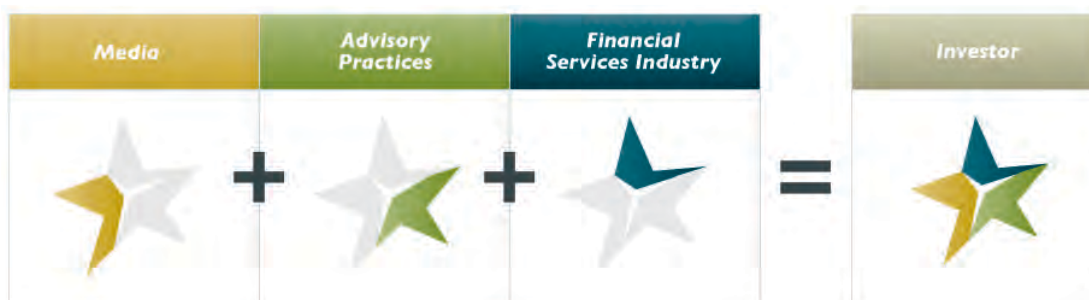 Media
Advisory
Practices
+
Financial
Services Industry
+
=
Investor